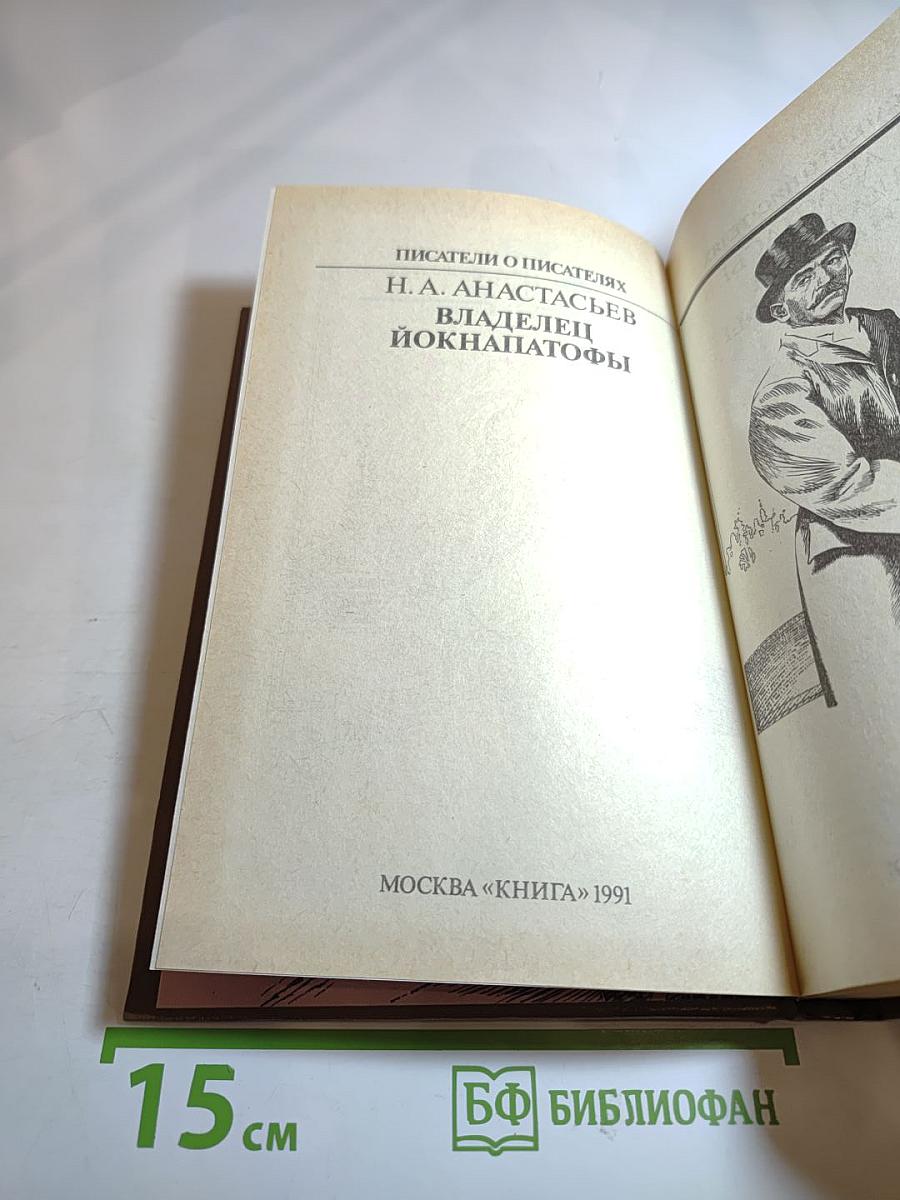 ПИСАТЕЛИ О ПИСАТЕЛЯХ
Н. А. АНАСТАСЬЕВ
ВЛАДЕЛЕЦ
ЙОКНАПАТОФЫ
МОСКВА «КНИГА» 1991
15 см
БФ БИБЛИОФАН